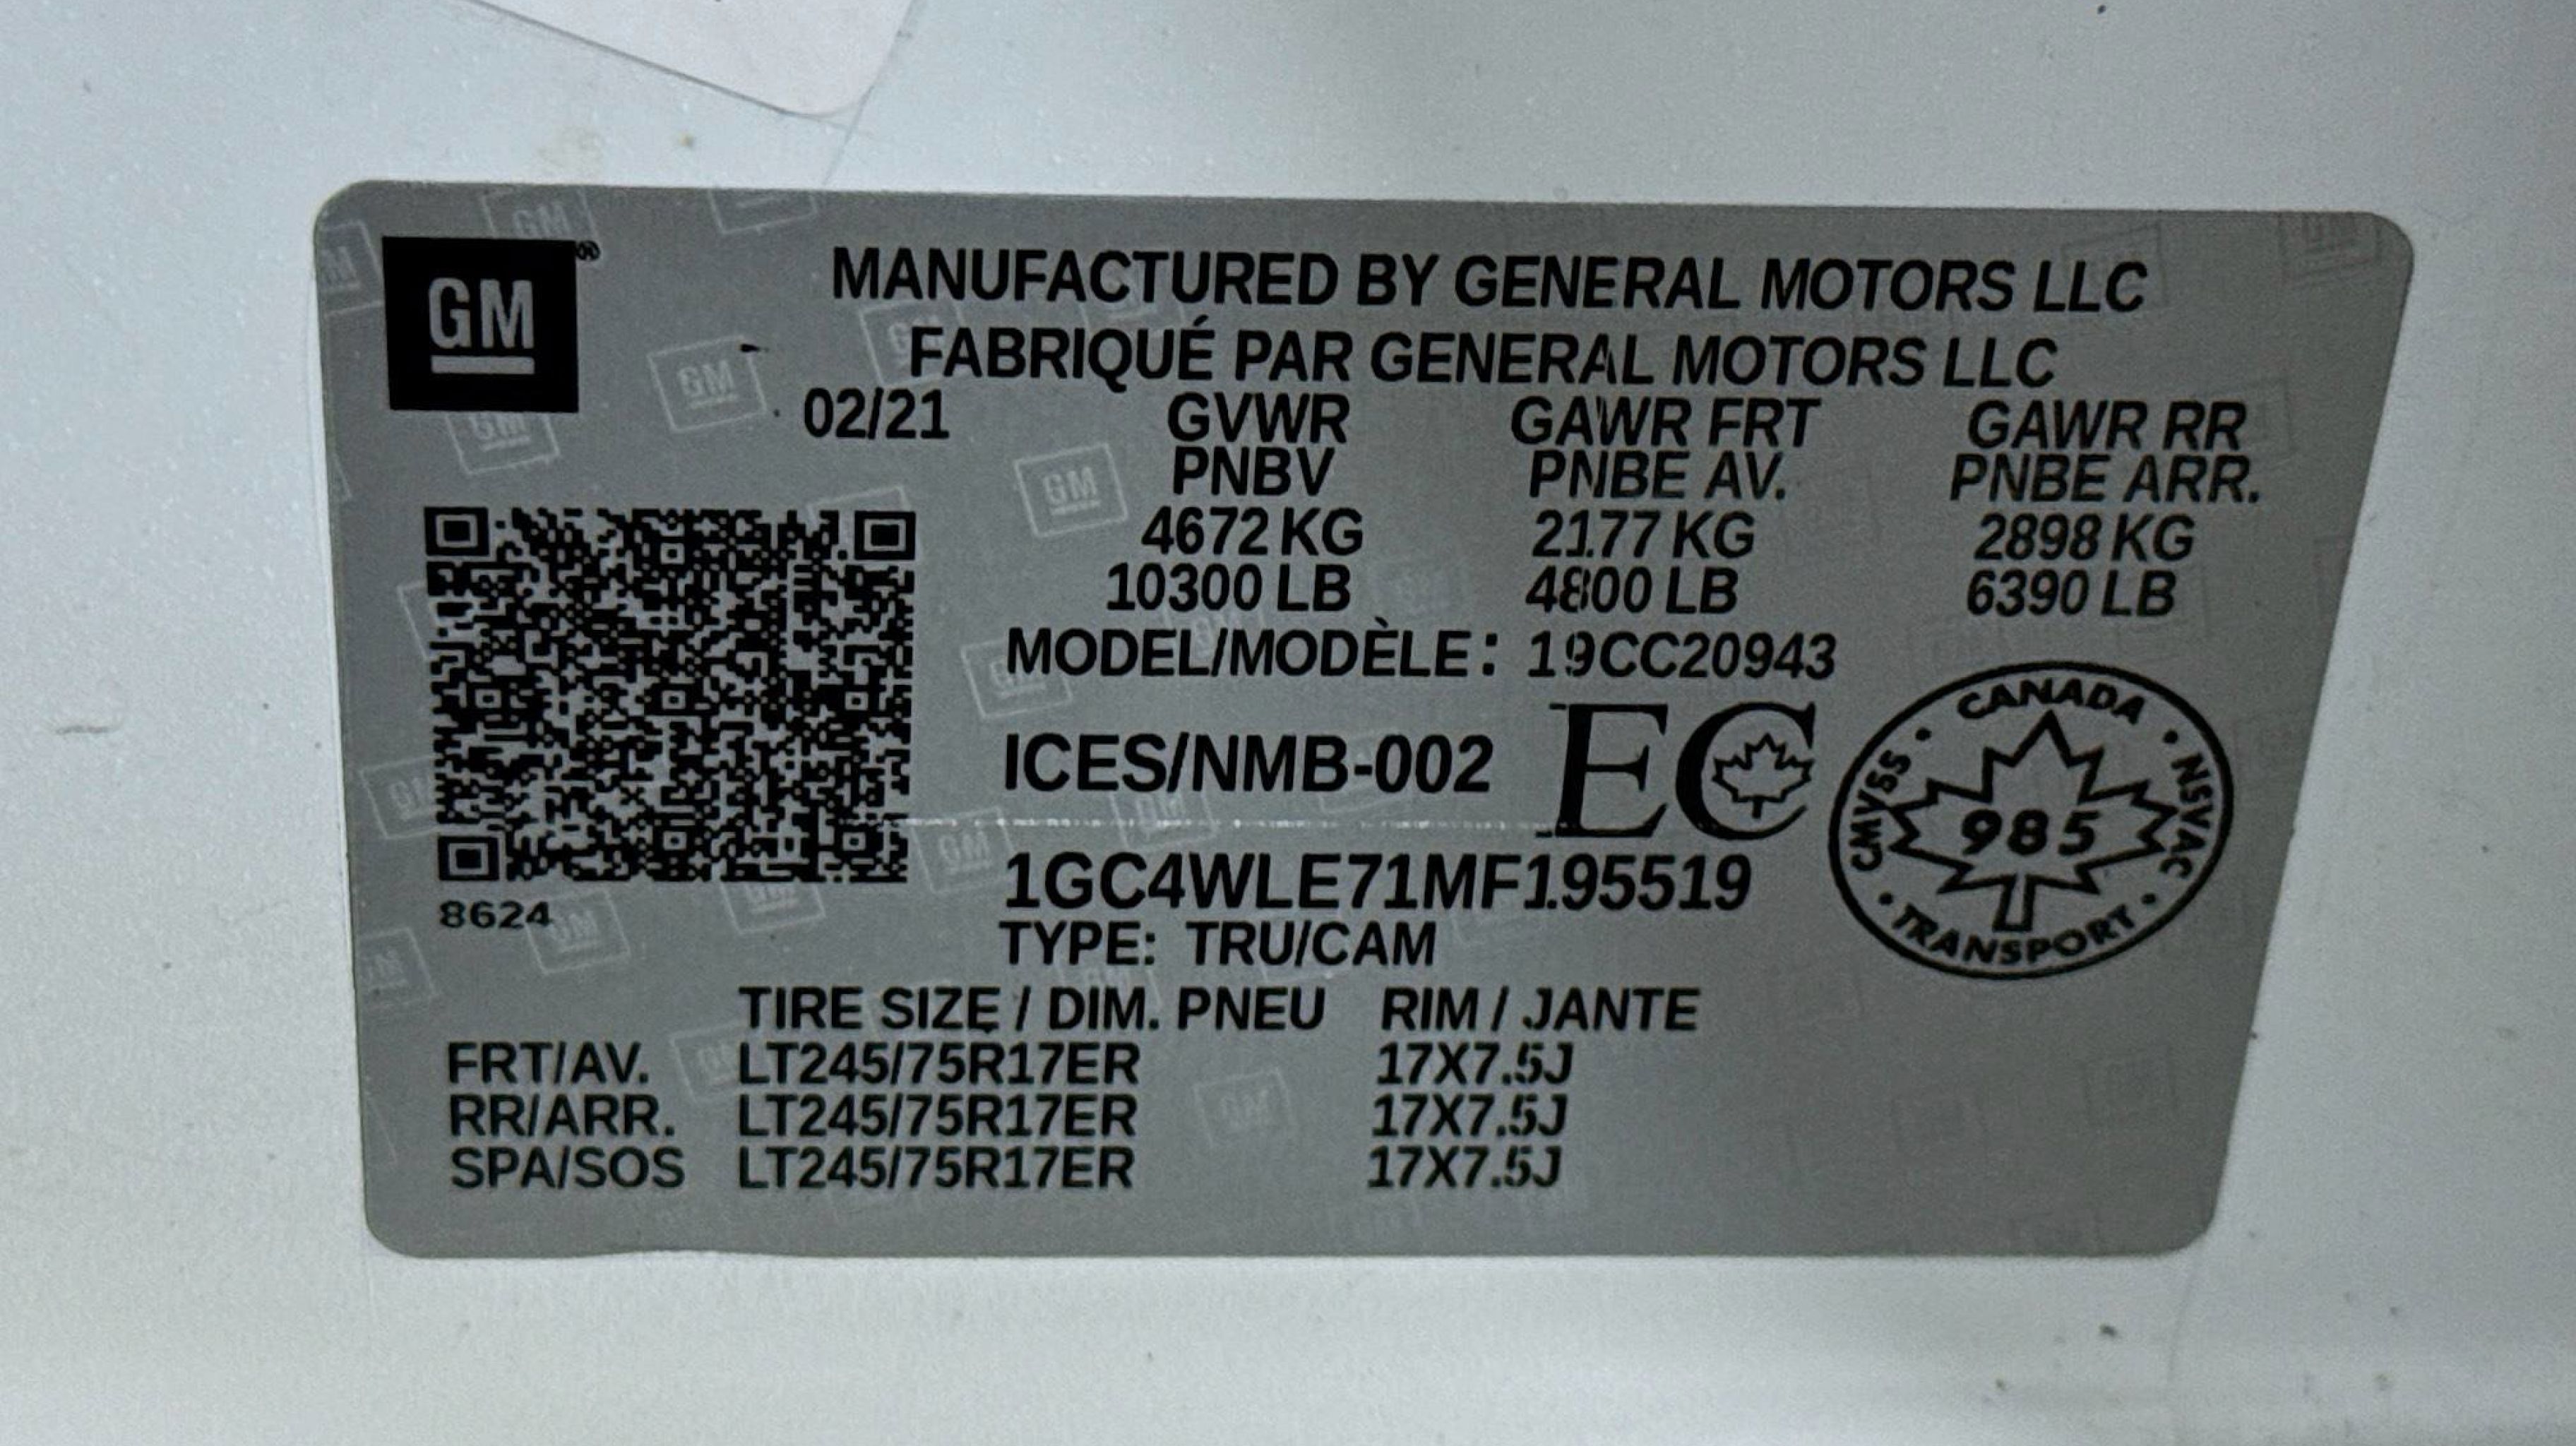 GM ®
MANUFACTURED BY GENERAL MOTORS LLC
FABRIQUÉ PAR GENERAL MOTORS LLC
02/21 GVWR GAWR FRT GAWR RR
PNBV PNBE AV. PNBE ARR.
4672 KG 2177 KG 2898 KG
10300 LB 4800 LB 6390 LB
MODEL/MODÈLE: 19CC20943
ICES/NMB-002 EC
CANADA
CMVSS 985 NSVAC
TRANSPORT
1GC4WLE71MF195519
8624
TYPE: TRU/CAM
TIRE SIZE / DIM. PNEU RIM / JANTE
FRT/AV. LT245/75R17ER 17X7.5J
RR/ARR. LT245/75R17ER 17X7.5J
SPA/SOS LT245/75R17ER 17X7.5J